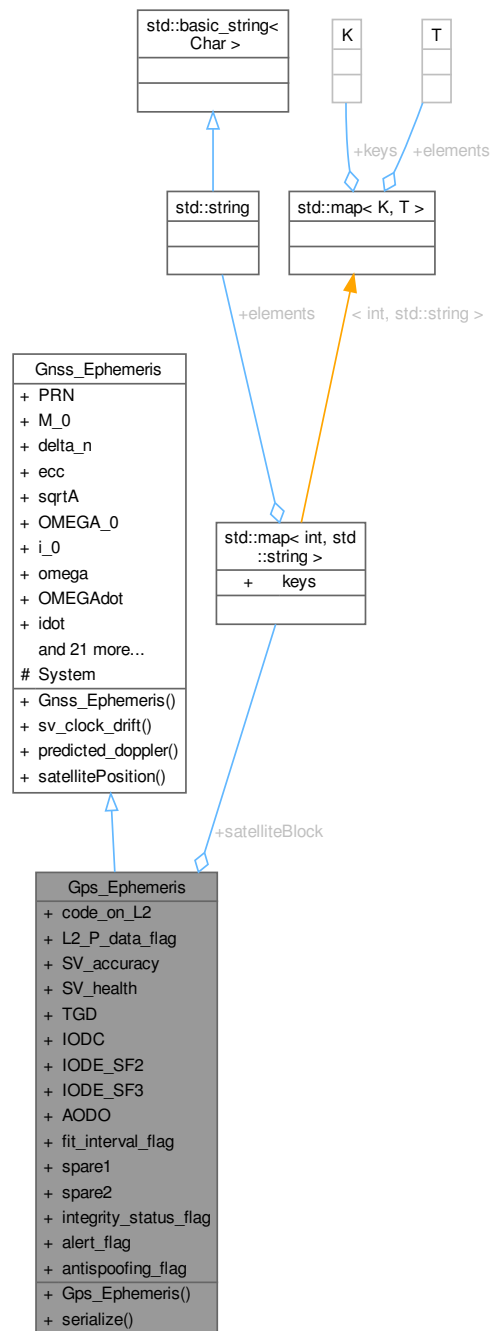 std::basic_string<
Char >
K
T
+keys
+elements
std::string
std::map< K, T >
+elements
< int, std::string >
Gnss_Ephemeris
+ PRN
+ M_0
+ delta_n
+ ecc
+ sqrtA
+ OMEGA_0
+ i_0
+ omega
+ OMEGAdot
+ idot
and 21 more...
# System
+ Gnss_Ephemeris()
+ sv_clock_drift()
+ predicted_doppler()
+ satellitePosition()
std::map< int, std
::string >
+ keys
+satelliteBlock
Gps_Ephemeris
+ code_on_L2
+ L2_P_data_flag
+ SV_accuracy
+ SV_health
+ TGD
+ IODC
+ IODE_SF2
+ IODE_SF3
+ AODO
+ fit_interval_flag
+ spare1
+ spare2
+ integrity_status_flag
+ alert_flag
+ antispoofing_flag
+ Gps_Ephemeris()
+ serialize()